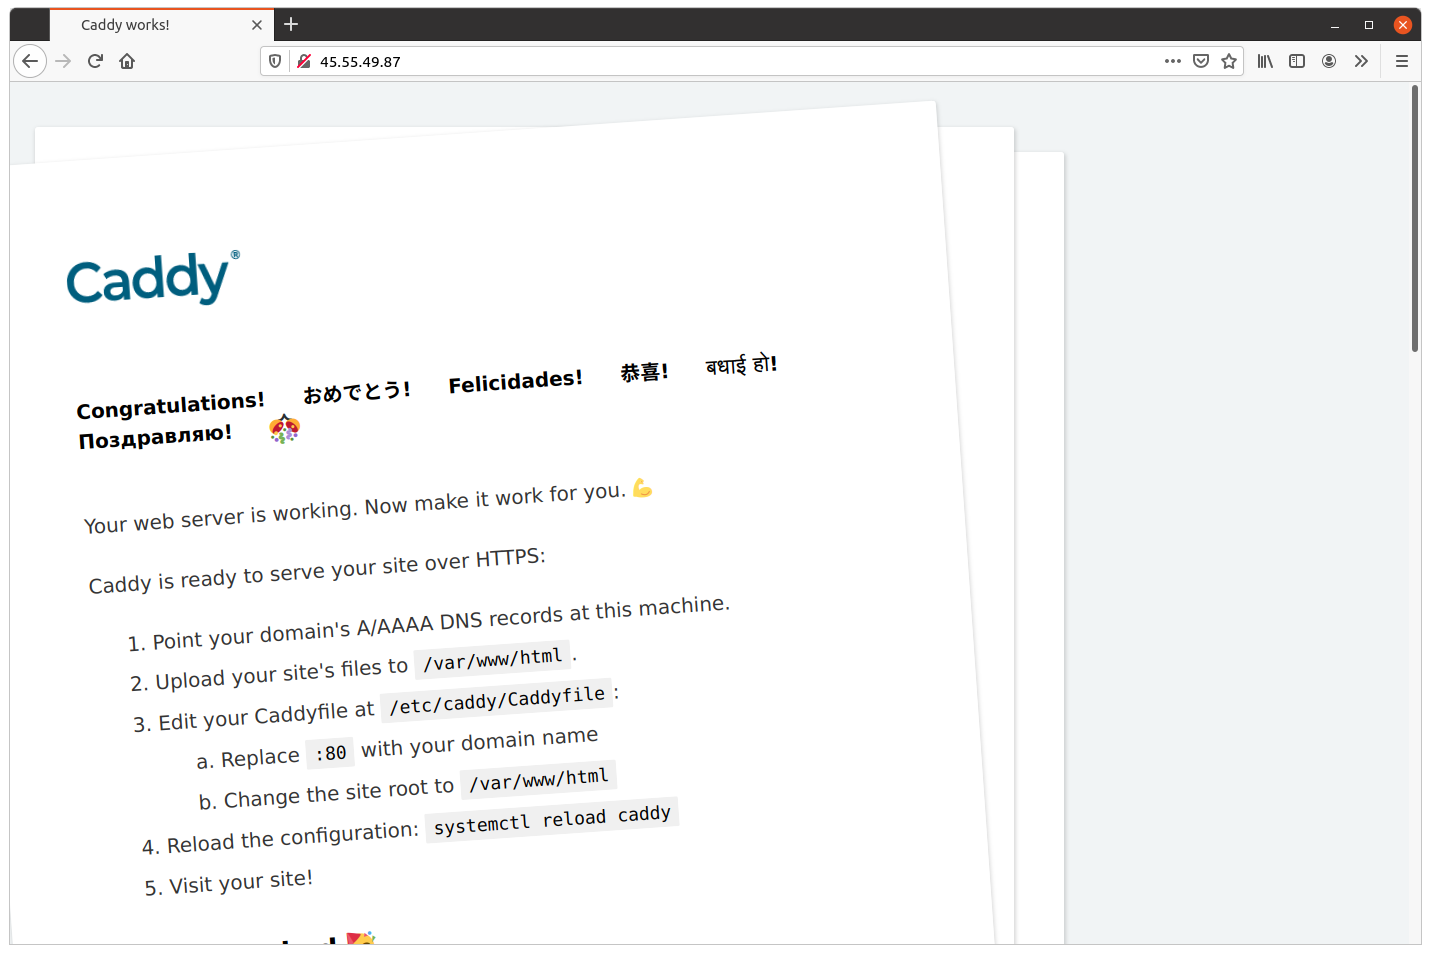 Caddy works!
45.55.49.87
Caddy®
Congratulations! おめでとう! Felicidades! 恭喜! बधाई हो!
Поздравляю!
Your web server is working. Now make it work for you. 💪
Caddy is ready to serve your site over HTTPS:
1. Point your domain's A/AAAA DNS records at this machine.
2. Upload your site's files to /var/www/html.
3. Edit your Caddyfile at /etc/caddy/Caddyfile:
a. Replace :80 with your domain name
b. Change the site root to /var/www/html
4. Reload the configuration: systemctl reload caddy
5. Visit your site!